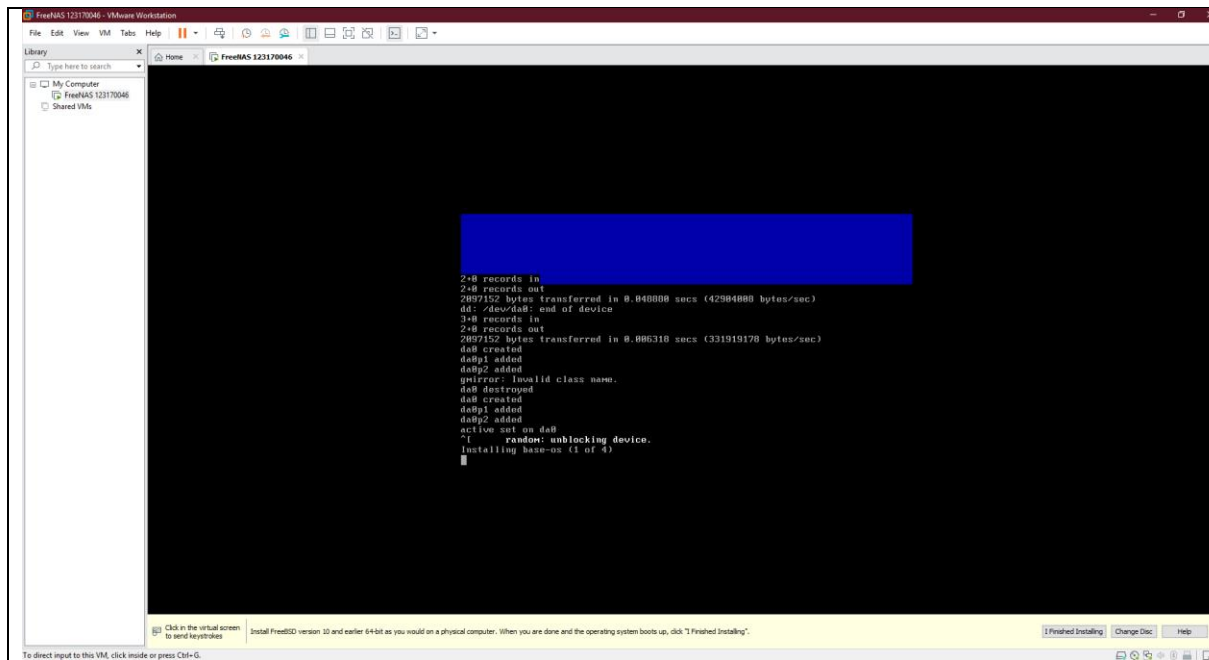 FreeNAS 123170046 - VMware Workstation
File Edit View VM Tabs Help
Library
Type here to search
My Computer
FreeNAS 123170046
Shared VMs
Home
FreeNAS 123170046
2+0 records in
2+0 records out
2097152 bytes transferred in 0.048880 secs (42904008 bytes/sec)
dd: /dev/da0: end of device
3+0 records in
2+0 records out
2097152 bytes transferred in 0.006318 secs (331919178 bytes/sec)
da0 created
da0p1 added
da0p2 added
gmirror: Invalid class name.
da0 destroyed
da0 created
da0p1 added
da0p2 added
active set on da0
^[ random: unblocking device.
Installing base-os (1 of 4)
Click in the virtual screen
to send keystrokes
Install FreeBSD version 10 and earlier 64-bit as you would on a physical computer. When you are done and the operating system boots up, click "I Finished Installing".
I Finished Installing
Change Disc
Help
To direct input to this VM, click inside or press Ctrl+G.